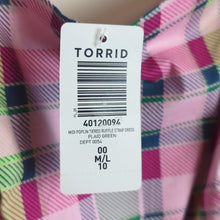 TORRID
40120094
MIDI POPLIN TIERED RUFFLE STRAP DRESS
PLAID GREEN
DEPT 0054
00
M/L
10